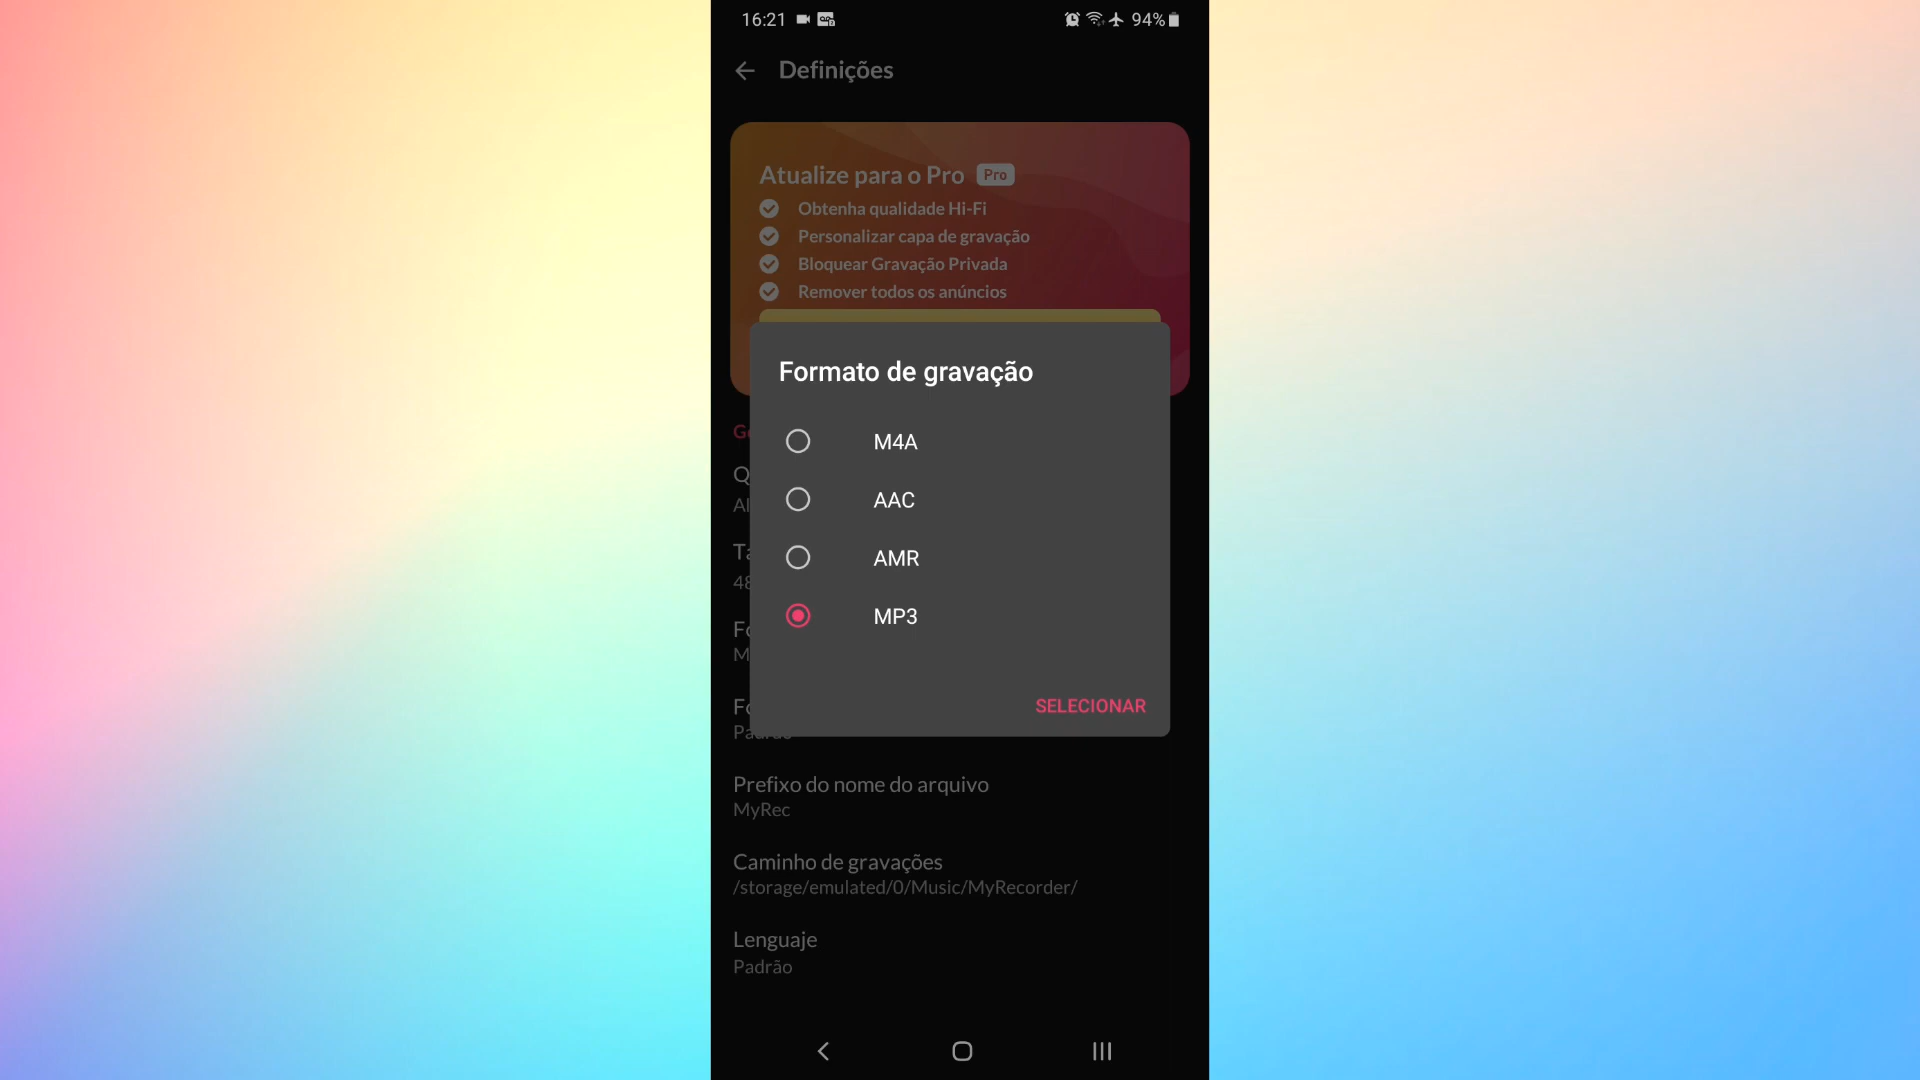 16:21
94%
Definições
Atualize para o Pro Pro
Obtenha qualidade Hi-Fi
Personalizar capa de gravação
Bloquear Gravação Privada
Remover todos os anúncios
Formato de gravação
M4A
AAC
AMR
MP3
SELECIONAR
Prefixo do nome do arquivo
MyRec
Caminho de gravações
/storage/emulated/0/Music/MyRecorder/
Lenguaje
Padrão